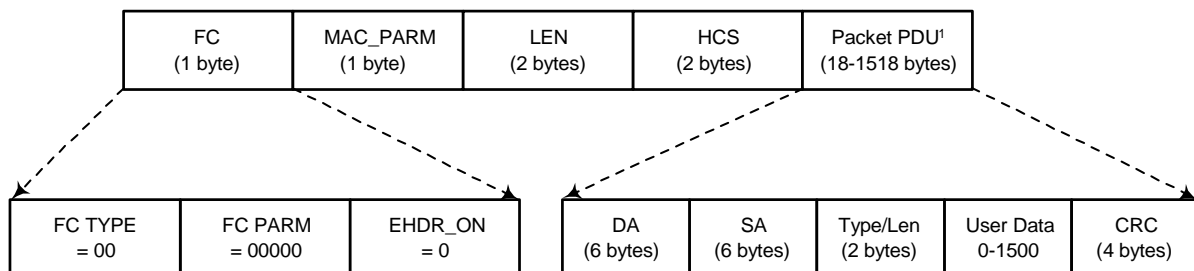 FC
(1 byte)
MAC_PARM
(1 byte)
LEN
(2 bytes)
HCS
(2 bytes)
Packet PDU¹
(18-1518 bytes)
FC TYPE
= 00
FC PARM
= 00000
EHDR_ON
= 0
DA
(6 bytes)
SA
(6 bytes)
Type/Len
(2 bytes)
User Data
0-1500
CRC
(4 bytes)